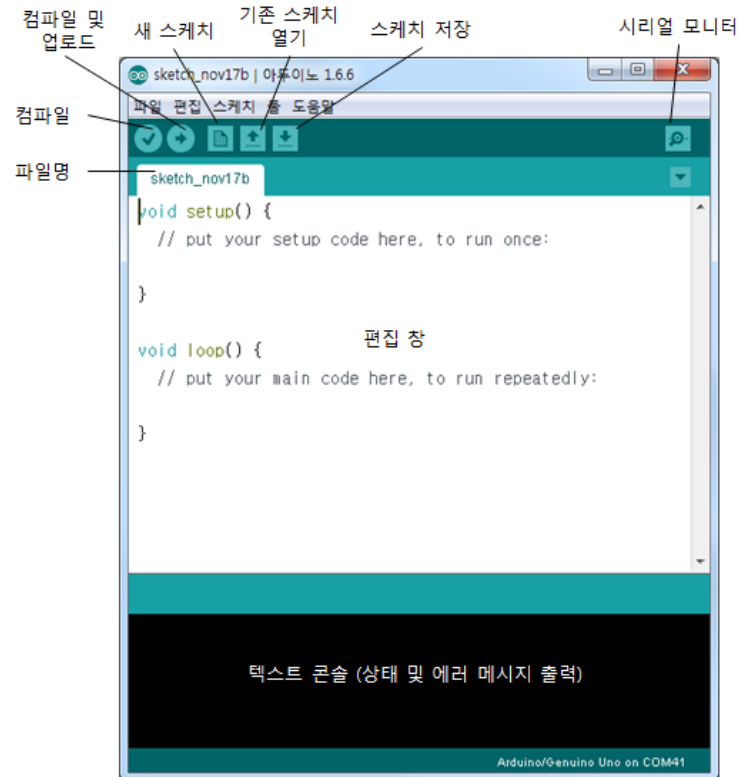 컴파일 및
업로드
새 스케치
기존 스케치
열기
스케치 저장
시리얼 모니터
sketch_nov17b | 아두이노 1.6.6
컴파일
파일 편집 스케치 툴 도움말
파일명
sketch_nov17b
void setup() {
// put your setup code here, to run once:
}
편집 창
void loop() {
// put your main code here, to run repeatedly:
}
텍스트 콘솔 (상태 및 에러 메시지 출력)
Arduino/Genuino Uno on COM41